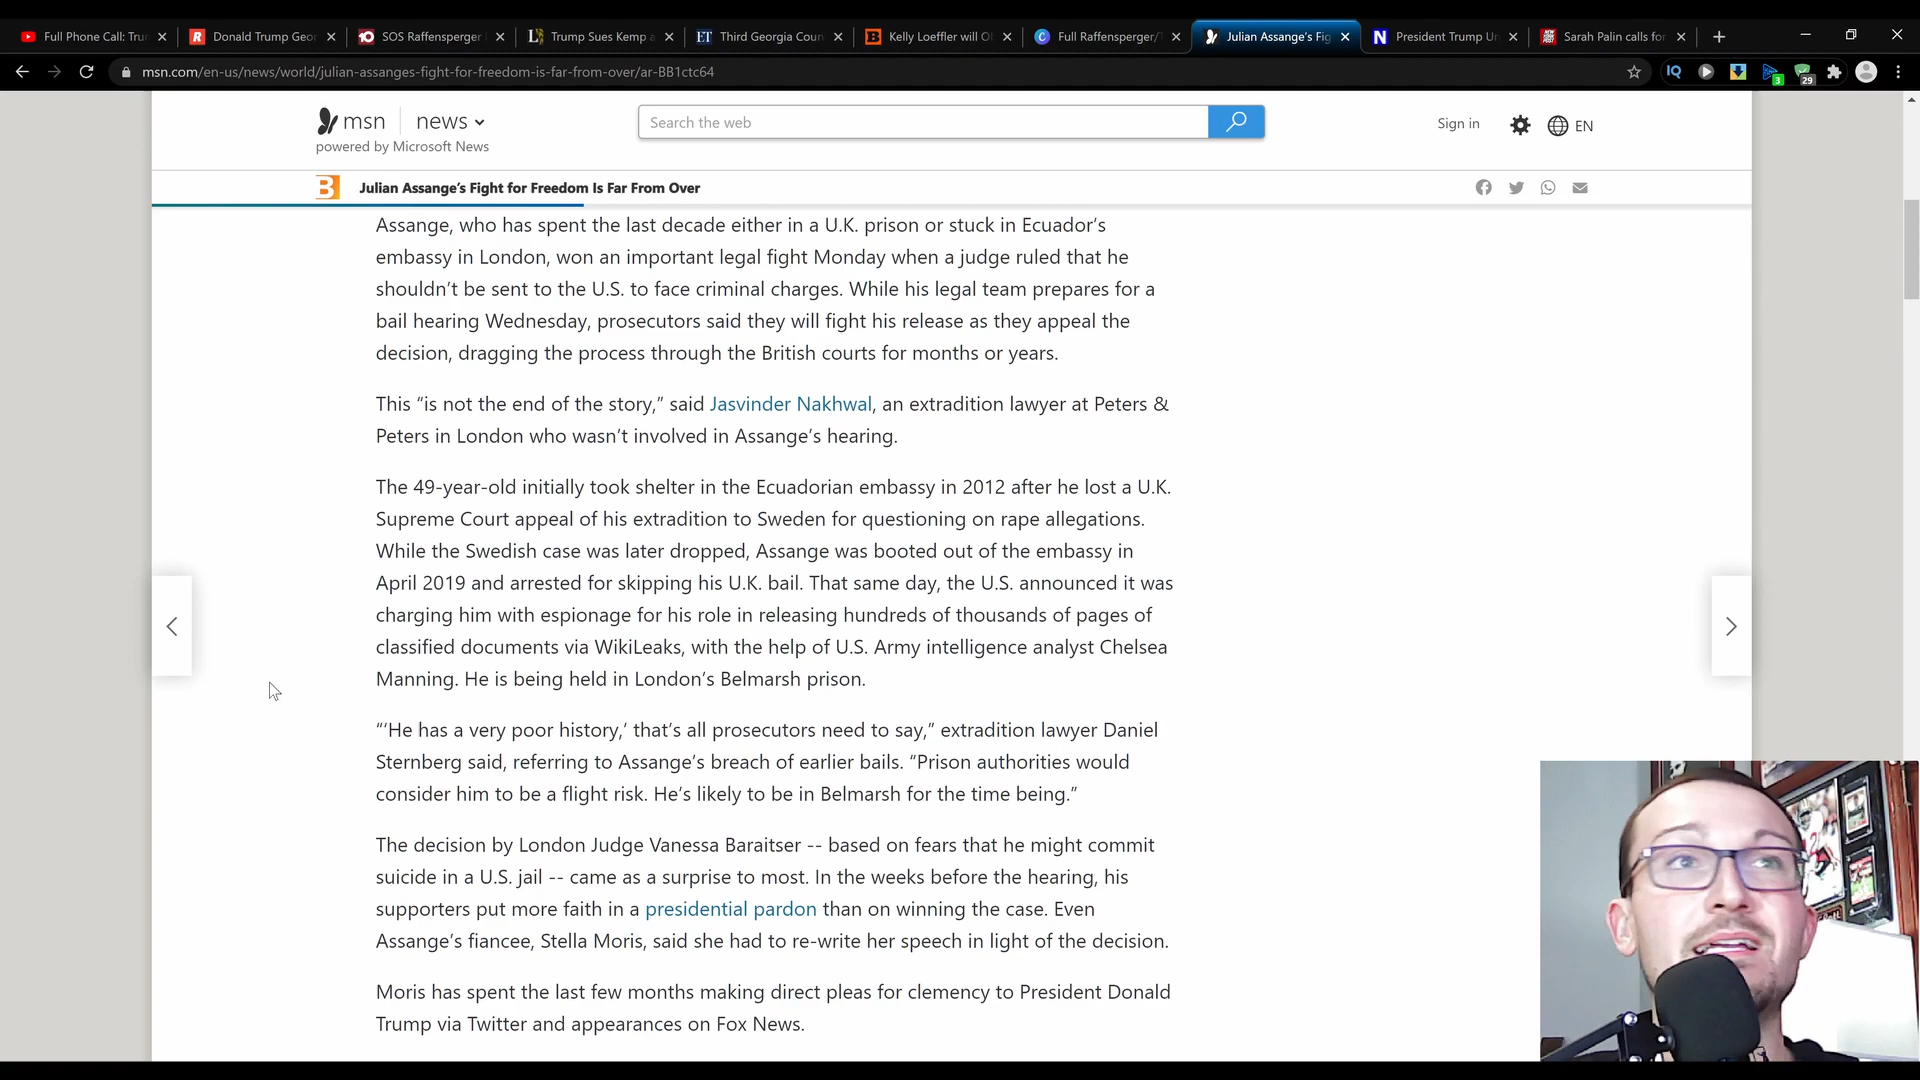 Full Phone Call: Tru
Donald Trump Geo
SOS Raffensperger
Trump Sues Kemp a
Third Georgia Coun
Kelly Loeffler will O
Full Raffensperger/T
Julian Assange's Fig
President Trump Un
Sarah Palin calls fo
msn.com/en-us/news/world/julian-assanges-fight-for-freedom-is-far-from-over/ar-BB1ctc64
IQ
3
29
msn news
powered by Microsoft News
Search the web
Sign in
EN
B Julian Assange's Fight for Freedom Is Far From Over
Assange, who has spent the last decade either in a U.K. prison or stuck in Ecuador's
embassy in London, won an important legal fight Monday when a judge ruled that he
shouldn't be sent to the U.S. to face criminal charges. While his legal team prepares for a
bail hearing Wednesday, prosecutors said they will fight his release as they appeal the
decision, dragging the process through the British courts for months or years.
This “is not the end of the story,” said Jasvinder Nakhwal, an extradition lawyer at Peters &
Peters in London who wasn't involved in Assange's hearing.
The 49-year-old initially took shelter in the Ecuadorian embassy in 2012 after he lost a U.K.
Supreme Court appeal of his extradition to Sweden for questioning on rape allegations.
While the Swedish case was later dropped, Assange was booted out of the embassy in
April 2019 and arrested for skipping his U.K. bail. That same day, the U.S. announced it was
charging him with espionage for his role in releasing hundreds of thousands of pages of
classified documents via WikiLeaks, with the help of U.S. Army intelligence analyst Chelsea
Manning. He is being held in London's Belmarsh prison.
“‘He has a very poor history,’ that's all prosecutors need to say,” extradition lawyer Daniel
Sternberg said, referring to Assange's breach of earlier bails. “Prison authorities would
consider him to be a flight risk. He's likely to be in Belmarsh for the time being.”
The decision by London Judge Vanessa Baraitser -- based on fears that he might commit
suicide in a U.S. jail -- came as a surprise to most. In the weeks before the hearing, his
supporters put more faith in a presidential pardon than on winning the case. Even
Assange's fiancee, Stella Moris, said she had to re-write her speech in light of the decision.
Moris has spent the last few months making direct pleas for clemency to President Donald
Trump via Twitter and appearances on Fox News.